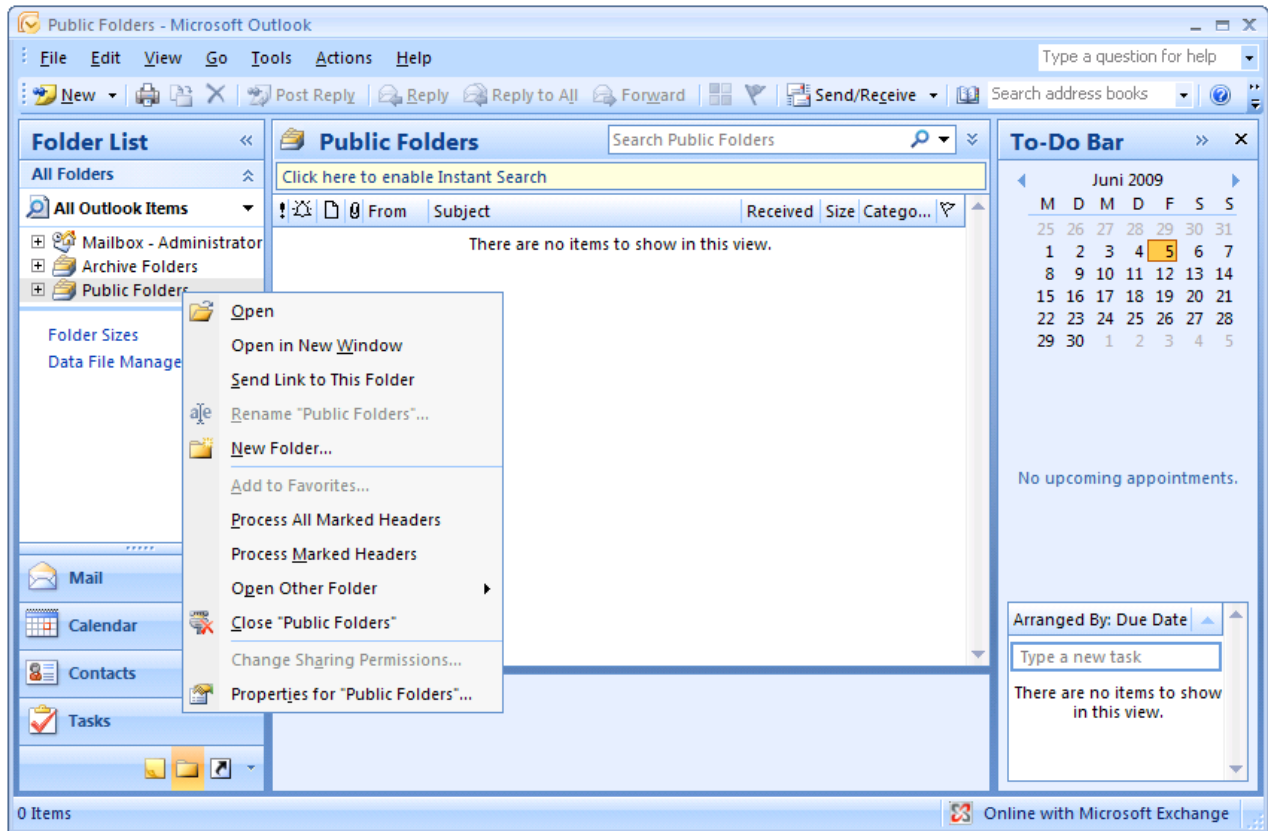 Public Folders - Microsoft Outlook
File Edit View Go Tools Actions Help Type a question for help
New Post Reply Reply Reply to All Forward Send/Receive Search address books
Folder List
All Folders
All Outlook Items
Mailbox - Administrator
Archive Folders
Public Folders
Folder Sizes
Data File Manage
Open
Open in New Window
Send Link to This Folder
Rename "Public Folders"...
New Folder...
Add to Favorites...
Process All Marked Headers
Process Marked Headers
Open Other Folder
Close "Public Folders"
Change Sharing Permissions...
Properties for "Public Folders"...
Mail
Calendar
Contacts
Tasks
Public Folders Search Public Folders
Click here to enable Instant Search
From Subject Received Size Catego...
There are no items to show in this view.
To-Do Bar
Juni 2009
M D M D F S S
25 26 27 28 29 30 31
1 2 3 4 5 6 7
8 9 10 11 12 13 14
15 16 17 18 19 20 21
22 23 24 25 26 27 28
29 30 1 2 3 4 5
No upcoming appointments.
Arranged By: Due Date
Type a new task
There are no items to show
in this view.
0 Items Online with Microsoft Exchange